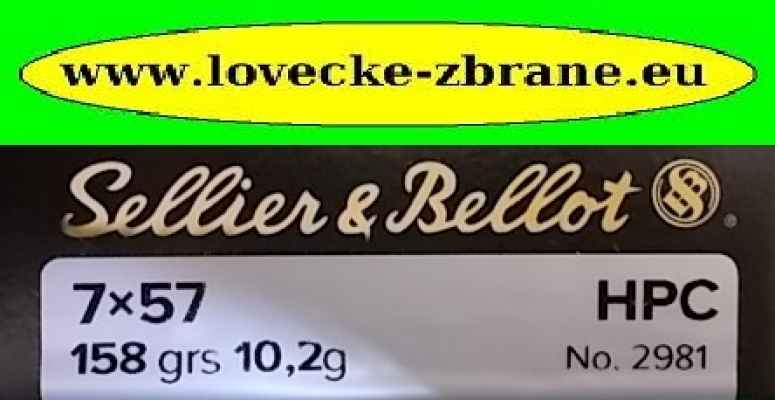 www.lovecke-zbrane.eu
Sellier & Bellot
7×57 HPC
158 grs 10,2g No. 2981